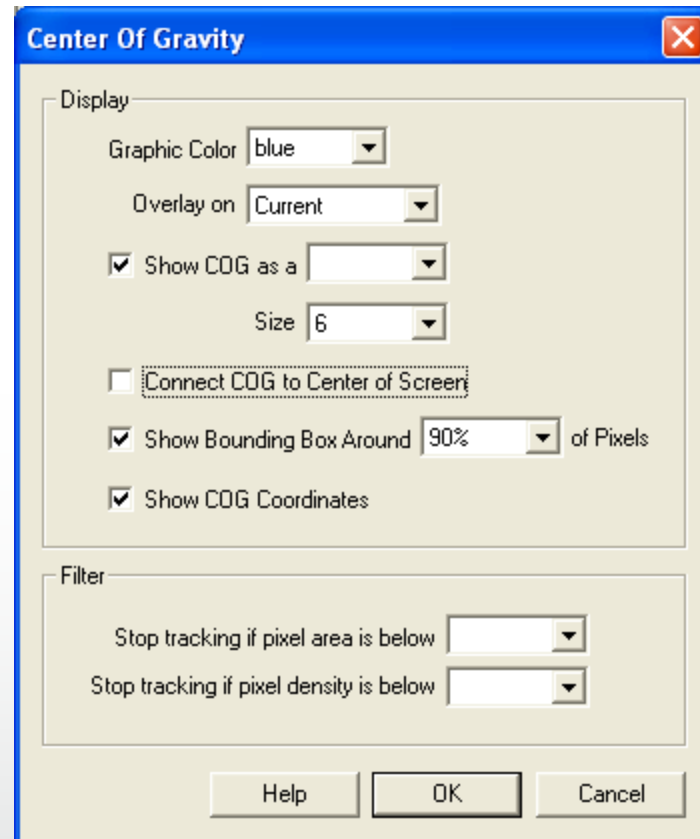 Center Of Gravity
Display
Graphic Color blue
Overlay on Current
Show COG as a
Size 6
Connect COG to Center of Screen
Show Bounding Box Around 90% of Pixels
Show COG Coordinates
Filter
Stop tracking if pixel area is below
Stop tracking if pixel density is below
Help OK Cancel